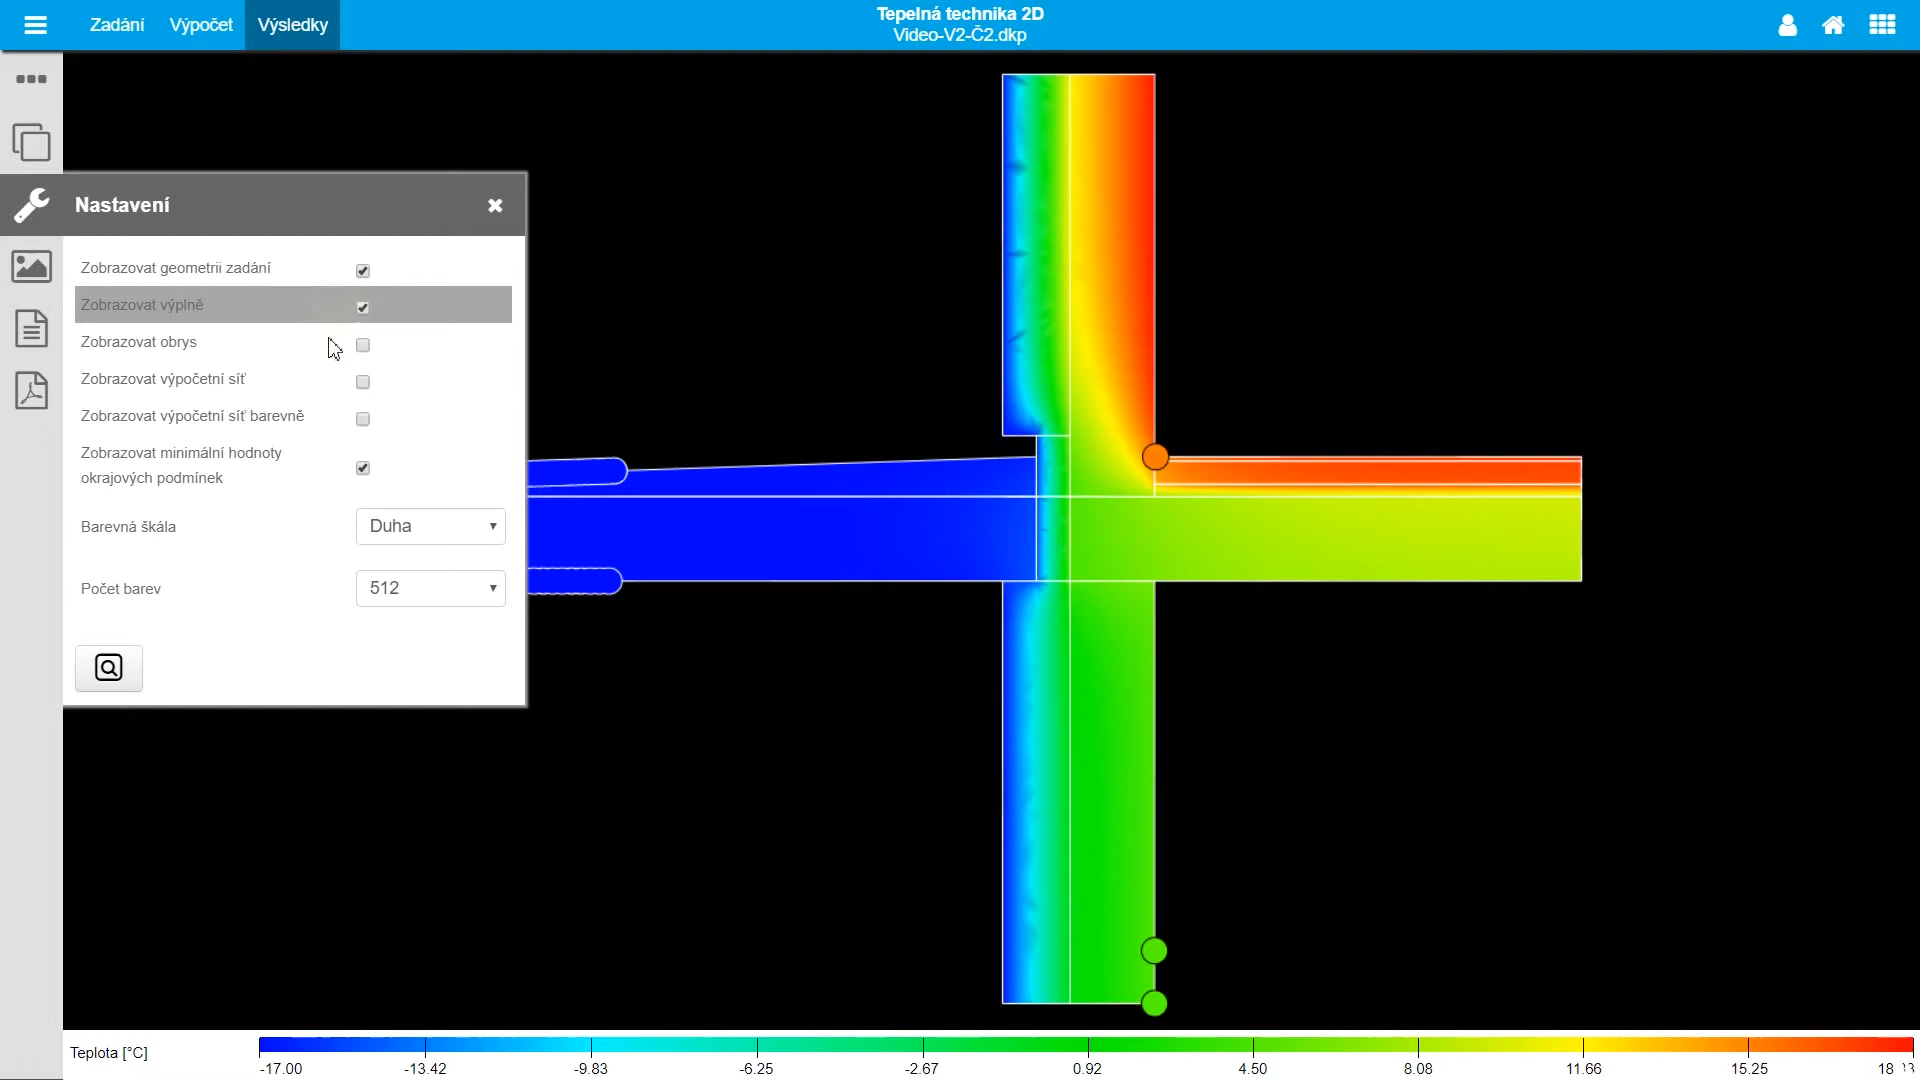 Zadání Výpočet Výsledky
Tepelná technika 2D
Video-V2-Č2.dkp
Nastavení
Zobrazovat geometrii zadání
Zobrazovat výplně
Zobrazovat obrys
Zobrazovat výpočetní síť
Zobrazovat výpočetní síť barevně
Zobrazovat minimální hodnoty
okrajových podmínek
Barevná škála Duha
Počet barev 512
Teplota [°C]
-17.00 -13.42 -9.83 -6.25 -2.67 0.92 4.50 8.08 11.66 15.25 18